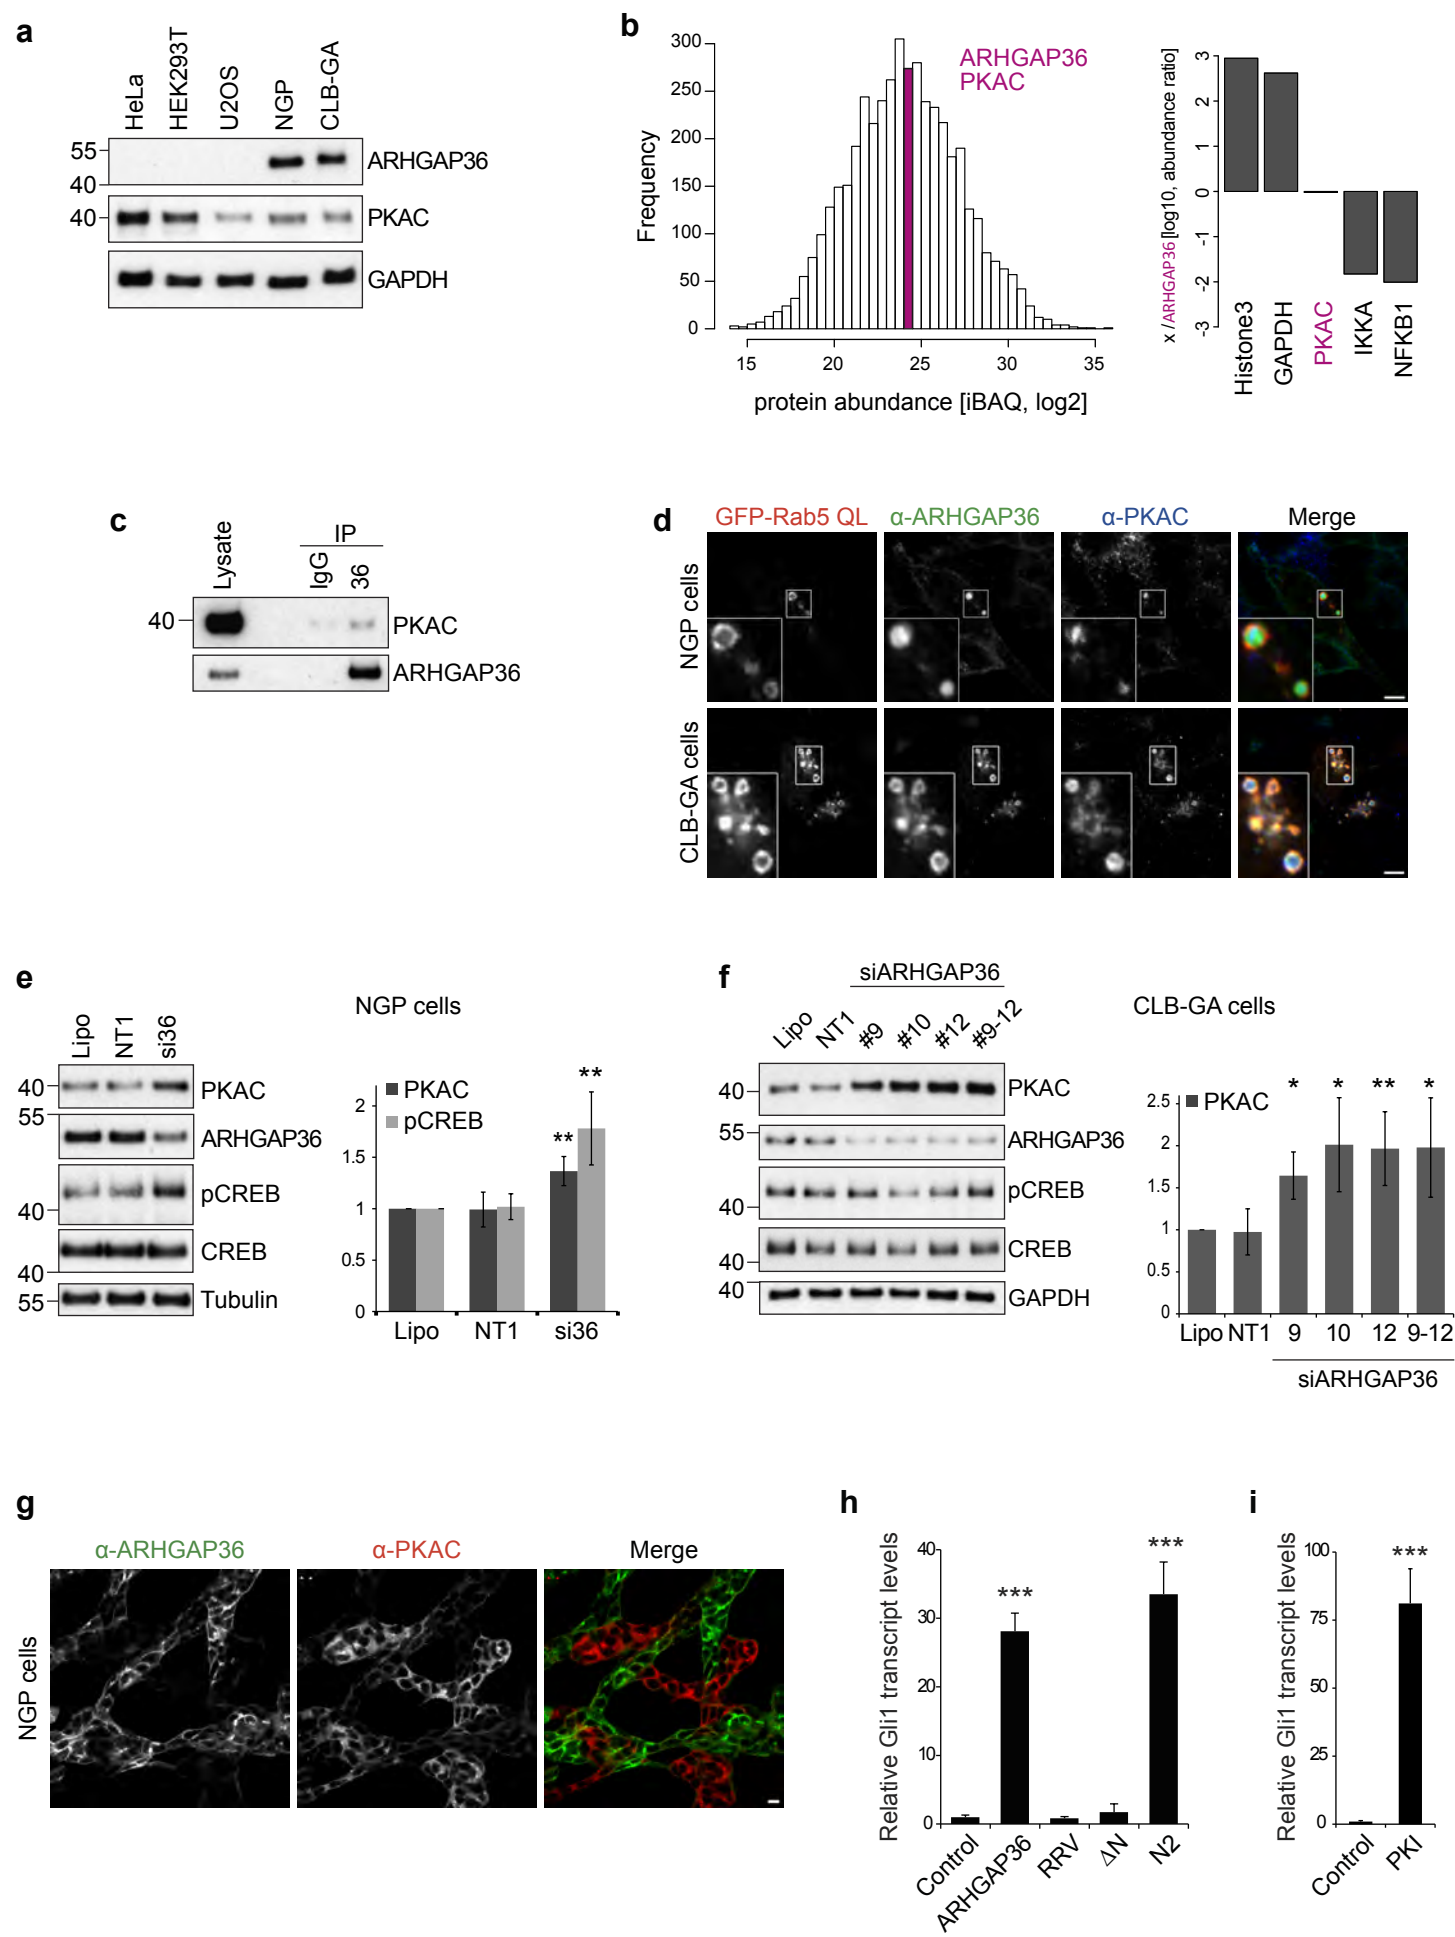 a
HeLa
HEK293T
U2OS
NGP
CLB-GA
55
40
ARHGAP36
40
PKAC
GAPDH
b
300
250
200
150
100
50
0
Frequency
15 20 25 30 35
protein abundance [iBAQ, log2]
ARHGAP36
PKAC
x /ARHGAP36 [log10, abundance ratio]
3
2
1
0
-1
-2
-3
Histone3
GAPDH
PKAC
IKKA
NFKB1
c
Lysate
IP
IgG
36
40
PKAC
ARHGAP36
d
GFP-Rab5 QL α-ARHGAP36 α-PKAC Merge
NGP cells
CLB-GA cells
e
NGP cells
Lipo
NT1
si36
40
PKAC
55
ARHGAP36
pCREB
40
CREB
40
55
Tubulin
PKAC
pCREB
2
1.5
1
0.5
0
**
**
Lipo NT1 si36
f
siARHGAP36
CLB-GA cells
Lipo
NT1
#9
#10
#12
#9-12
40
PKAC
55
ARHGAP36
pCREB
40
CREB
40
40
GAPDH
PKAC
2.5
2
1.5
1
0.5
0
* * ** *
Lipo NT1 9 10 12 9-12
siARHGAP36
g
α-ARHGAP36 α-PKAC Merge
NGP cells
h
Relative Gli1 transcript levels
40
30
20
10
0
***
***
Control
ARHGAP36
RRV
ΔN
N2
i
Relative Gli1 transcript levels
100
75
50
25
0
***
Control
PKI